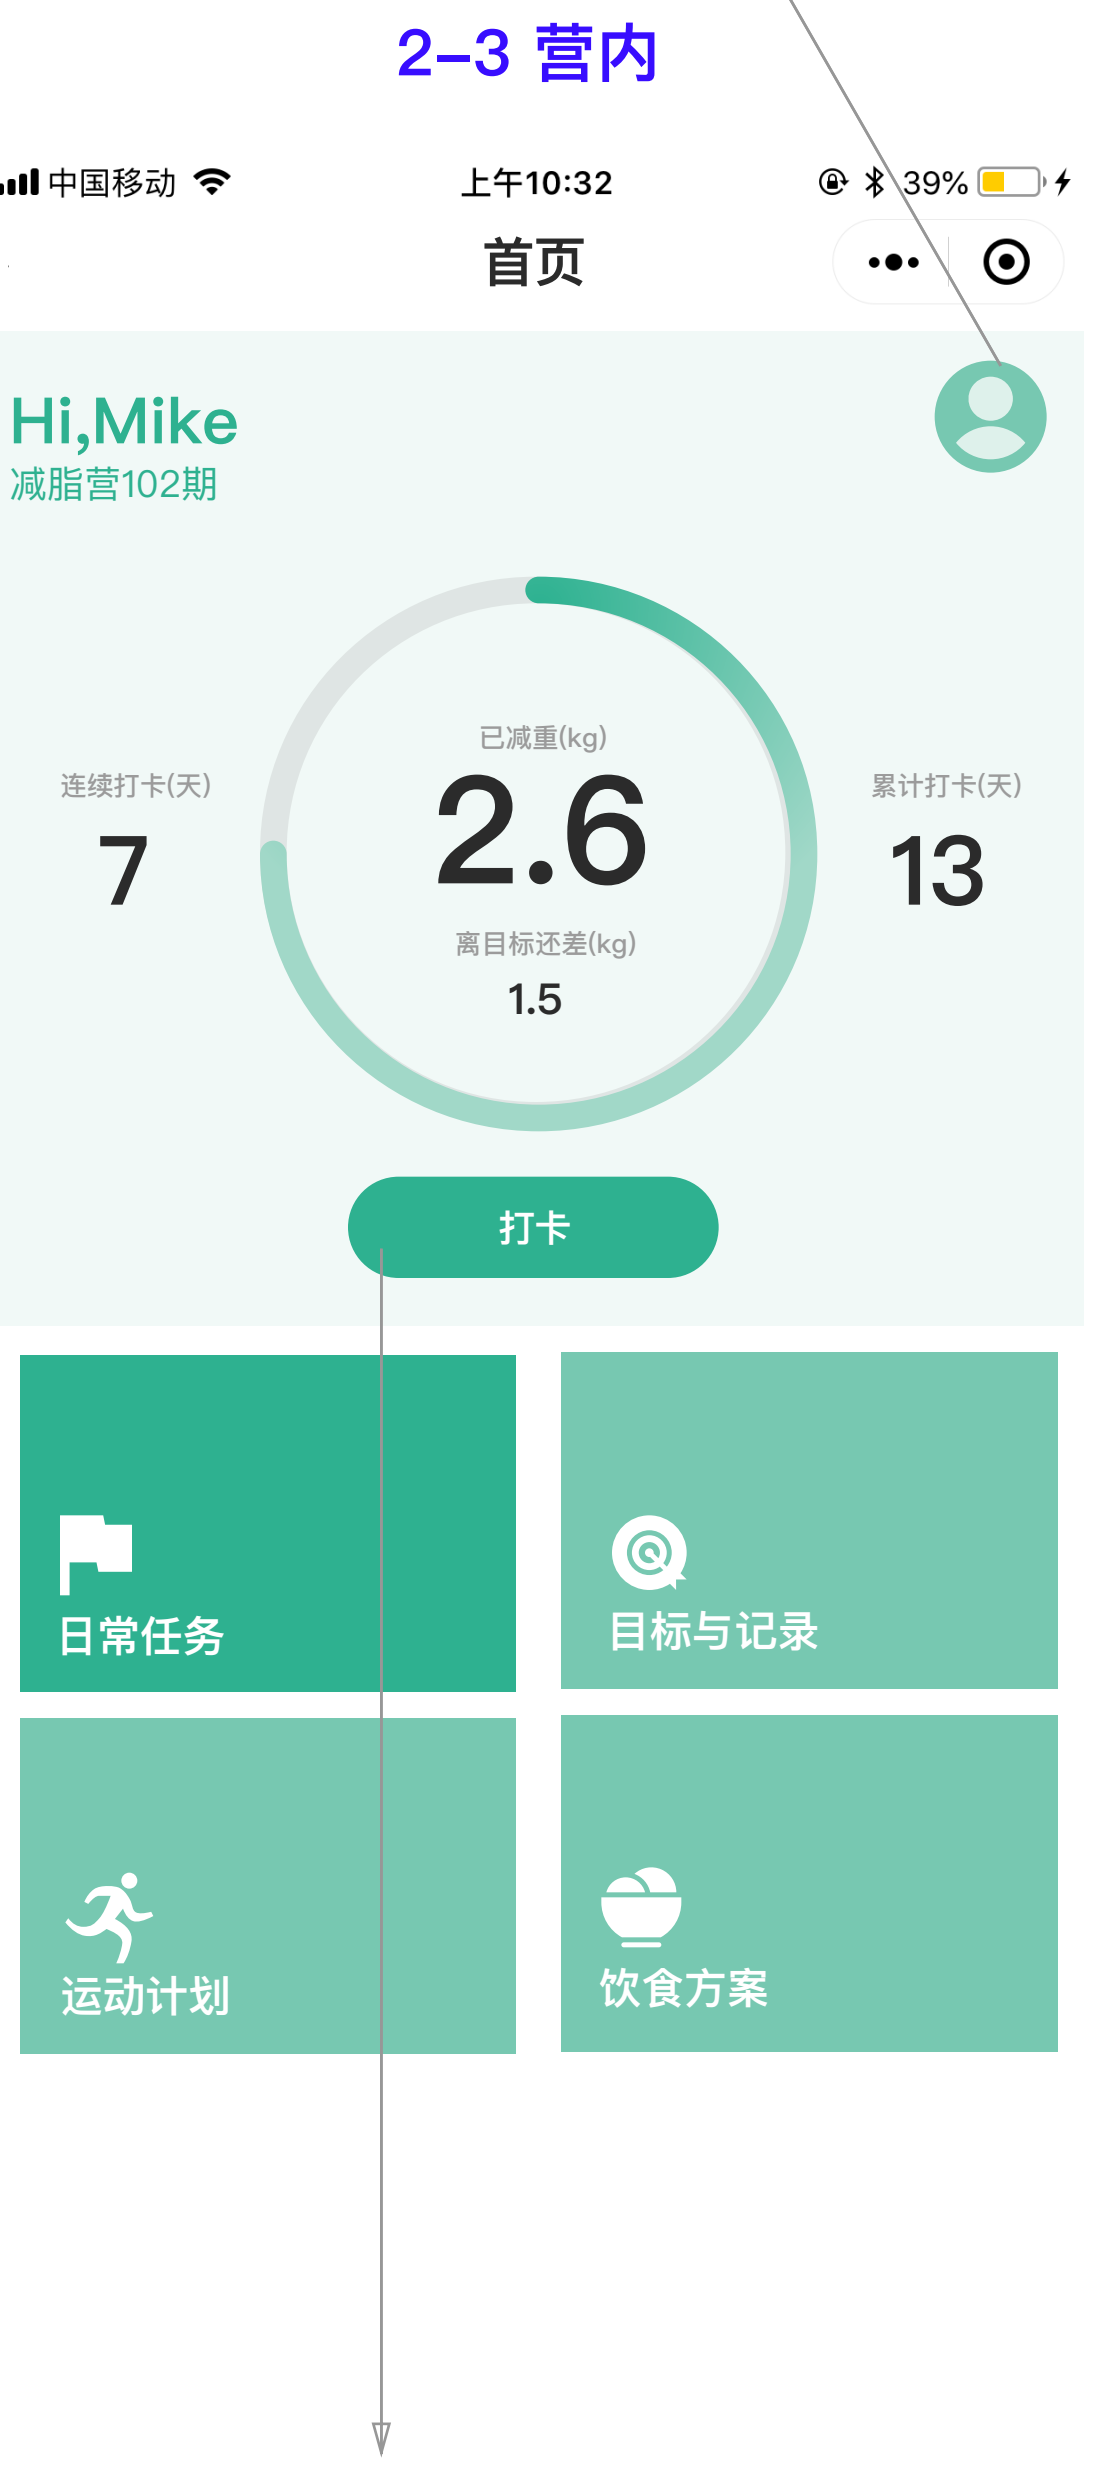 2-3 营内
中国移动 上午10:32 39%
首页
Hi,Mike
减脂营102期
已减重(kg)
2.6
连续打卡(天)
7
累计打卡(天)
13
离目标还差(kg)
1.5
打卡
日常任务
目标与记录
运动计划
饮食方案